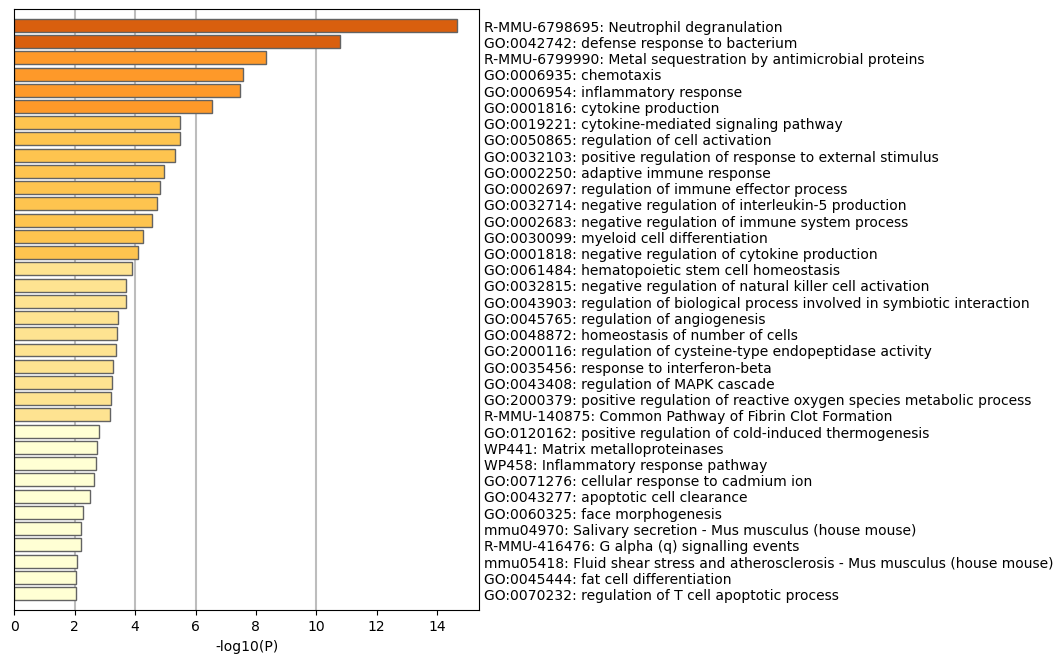 R-MMU-6798695: Neutrophil degranulation
GO:0042742: defense response to bacterium
R-MMU-6799990: Metal sequestration by antimicrobial proteins
GO:0006935: chemotaxis
GO:0006954: inflammatory response
GO:0001816: cytokine production
GO:0019221: cytokine-mediated signaling pathway
GO:0050865: regulation of cell activation
GO:0032103: positive regulation of response to external stimulus
GO:0002250: adaptive immune response
GO:0002697: regulation of immune effector process
GO:0032714: negative regulation of interleukin-5 production
GO:0002683: negative regulation of immune system process
GO:0030099: myeloid cell differentiation
GO:0001818: negative regulation of cytokine production
GO:0061484: hematopoietic stem cell homeostasis
GO:0032815: negative regulation of natural killer cell activation
GO:0043903: regulation of biological process involved in symbiotic interaction
GO:0045765: regulation of angiogenesis
GO:0048872: homeostasis of number of cells
GO:2000116: regulation of cysteine-type endopeptidase activity
GO:0035456: response to interferon-beta
GO:0043408: regulation of MAPK cascade
GO:2000379: positive regulation of reactive oxygen species metabolic process
R-MMU-140875: Common Pathway of Fibrin Clot Formation
GO:0120162: positive regulation of cold-induced thermogenesis
WP441: Matrix metalloproteinases
WP458: Inflammatory response pathway
GO:0071276: cellular response to cadmium ion
GO:0043277: apoptotic cell clearance
GO:0060325: face morphogenesis
mmu04970: Salivary secretion - Mus musculus (house mouse)
R-MMU-416476: G alpha (q) signalling events
mmu05418: Fluid shear stress and atherosclerosis - Mus musculus (house mouse)
GO:0045444: fat cell differentiation
GO:0070232: regulation of T cell apoptotic process
0 2 4 6 8 10 12 14
-log10(P)